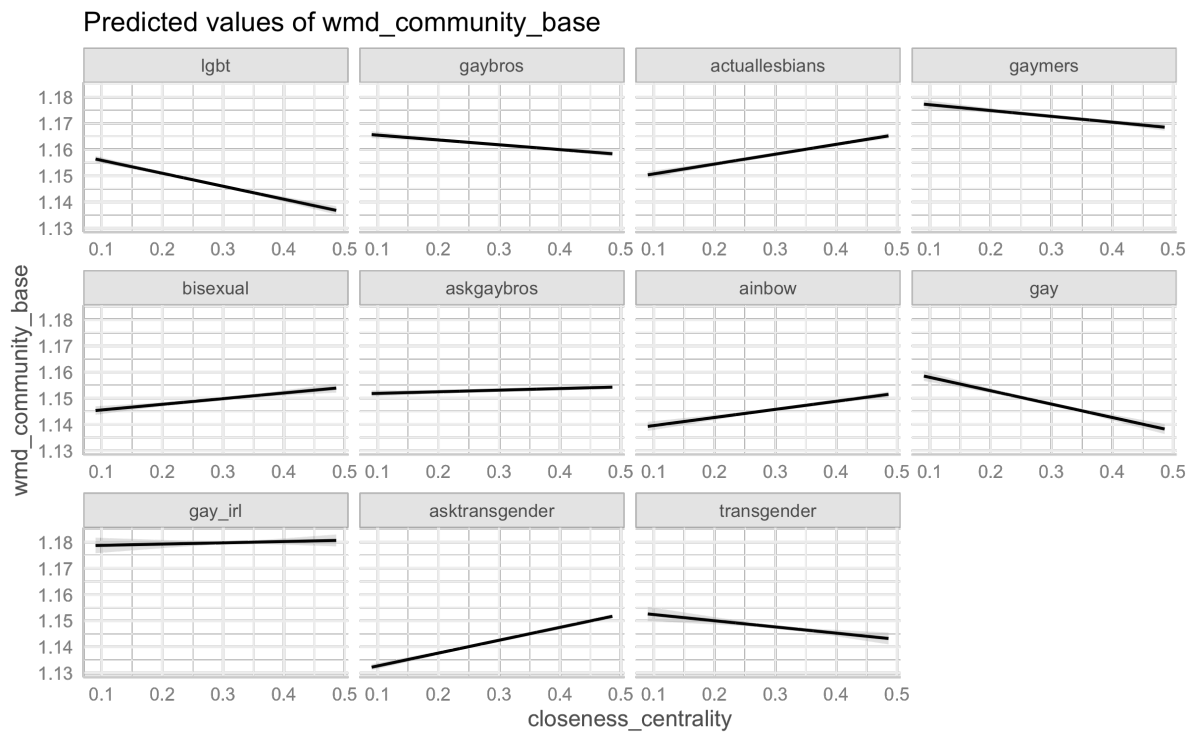 Predicted values of wmd_community_base
lgbt gaybros actuallesbians gaymers
1.18
1.17
1.16
1.15
1.14
1.13
0.1 0.2 0.3 0.4 0.5 0.1 0.2 0.3 0.4 0.5 0.1 0.2 0.3 0.4 0.5 0.1 0.2 0.3 0.4 0.5
bisexual askgaybros ainbow gay
1.18
1.17
1.16
1.15
1.14
1.13
0.1 0.2 0.3 0.4 0.5 0.1 0.2 0.3 0.4 0.5 0.1 0.2 0.3 0.4 0.5 0.1 0.2 0.3 0.4 0.5
gay_irl asktransgender transgender
1.18
1.17
1.16
1.15
1.14
1.13
0.1 0.2 0.3 0.4 0.5 0.1 0.2 0.3 0.4 0.5 0.1 0.2 0.3 0.4 0.5
wmd_community_base
closeness_centrality